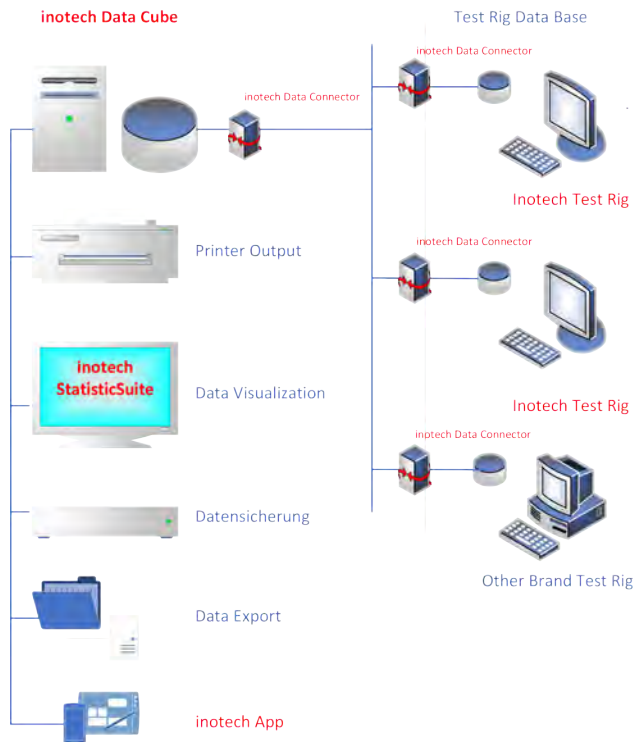 inotech Data Cube
Test Rig Data Base
inotech Data Connector
inotech Data Connector
Inotech Test Rig
Printer Output
inotech Data Connector
inotech
StatisticSuite
Data Visualization
Inotech Test Rig
inotech Data Connector
Datensicherung
Other Brand Test Rig
Data Export
inotech App